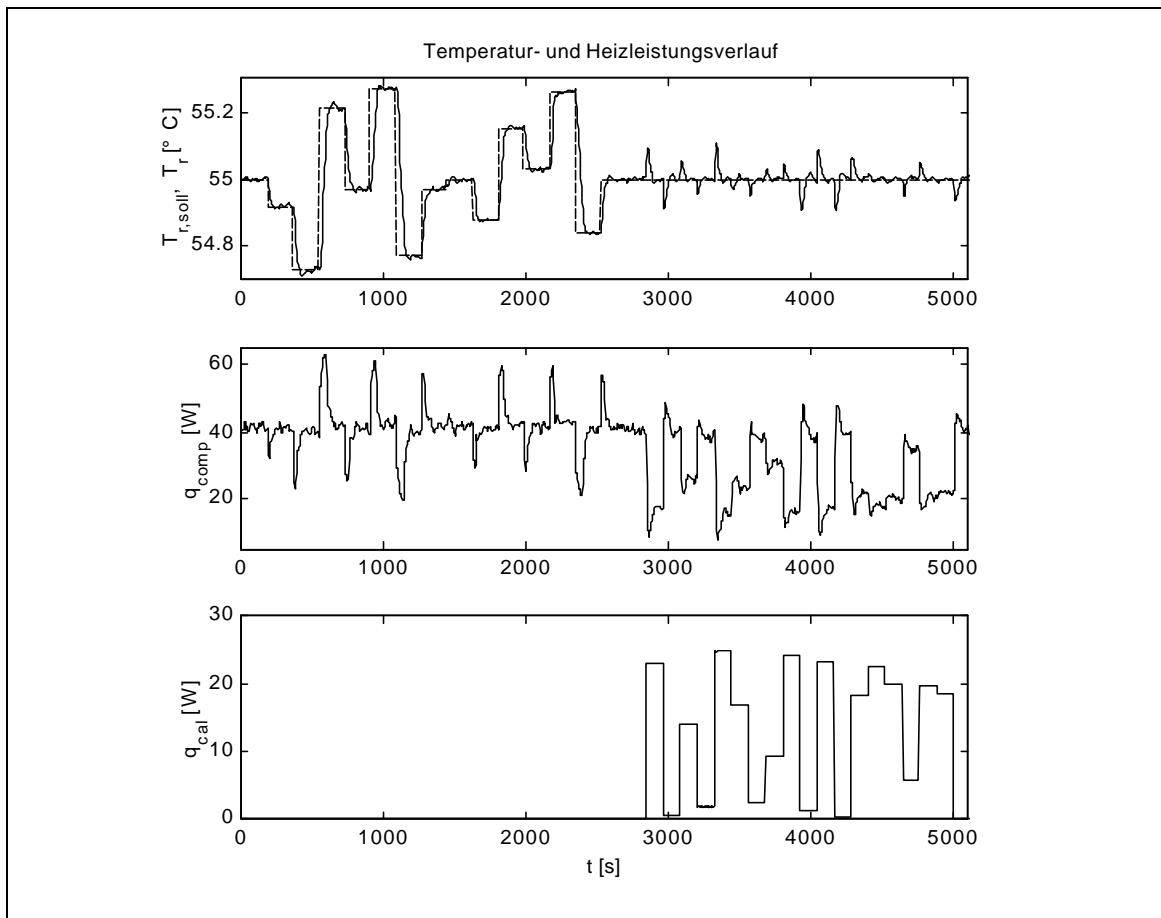 Temperatur- und Heizleistungsverlauf
T_r,soll, T_r [° C]
55.2
55
54.8
0 1000 2000 3000 4000 5000
q_comp [W]
60
40
20
0 1000 2000 3000 4000 5000
q_cal [W]
30
20
10
0
0 1000 2000 3000 4000 5000
t [s]